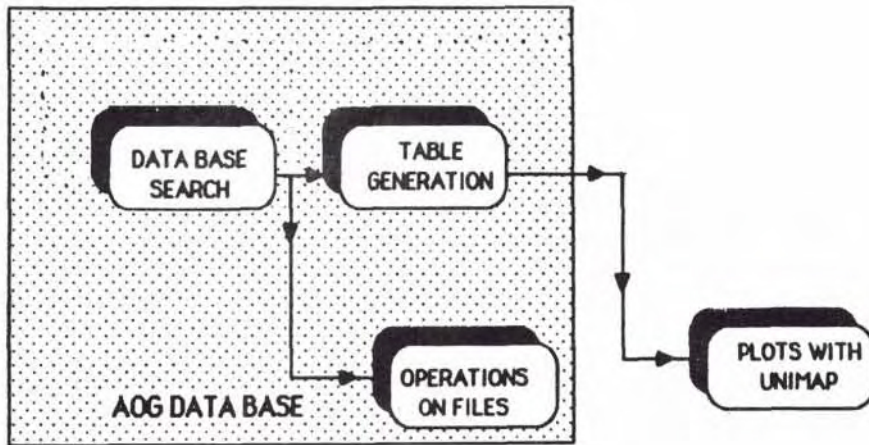 DATA BASE
SEARCH
TABLE
GENERATION
OPERATIONS
ON FILES
AOG DATA BASE
PLOTS WITH
UNIMAP